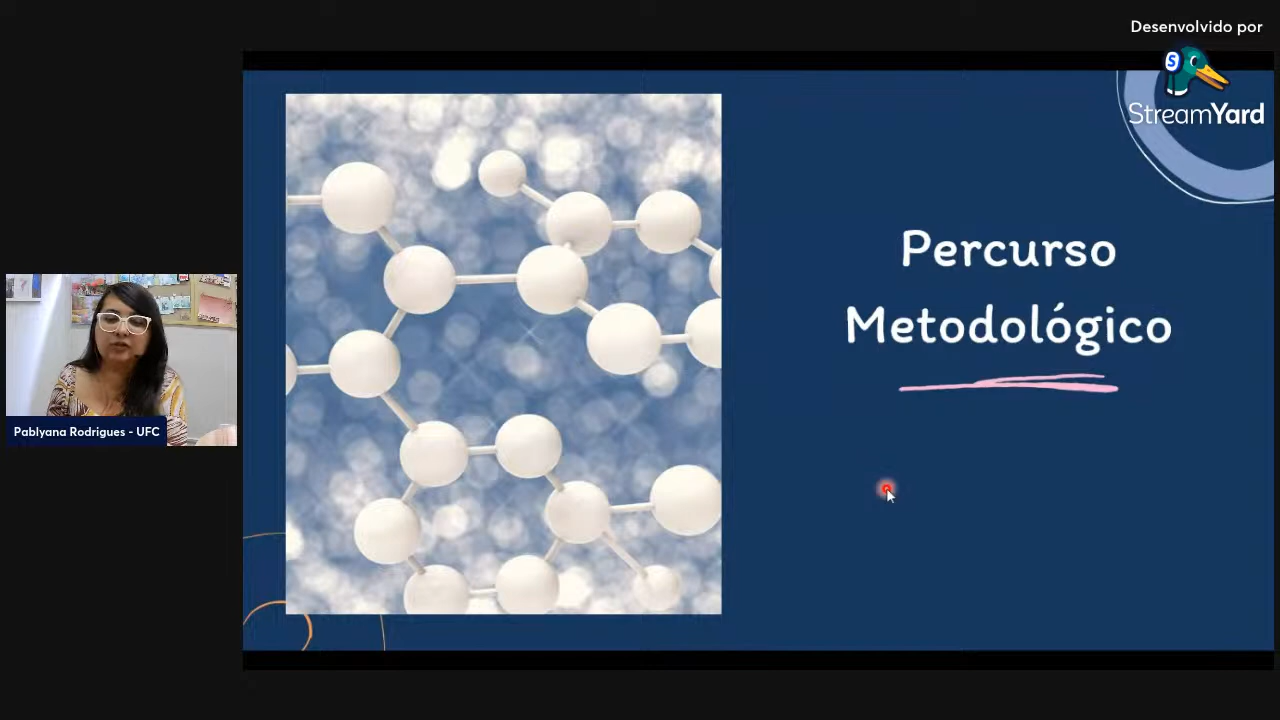 Desenvolvido por
S
StreamYard
Percurso
Metodológico
Pablyana Rodrigues - UFC